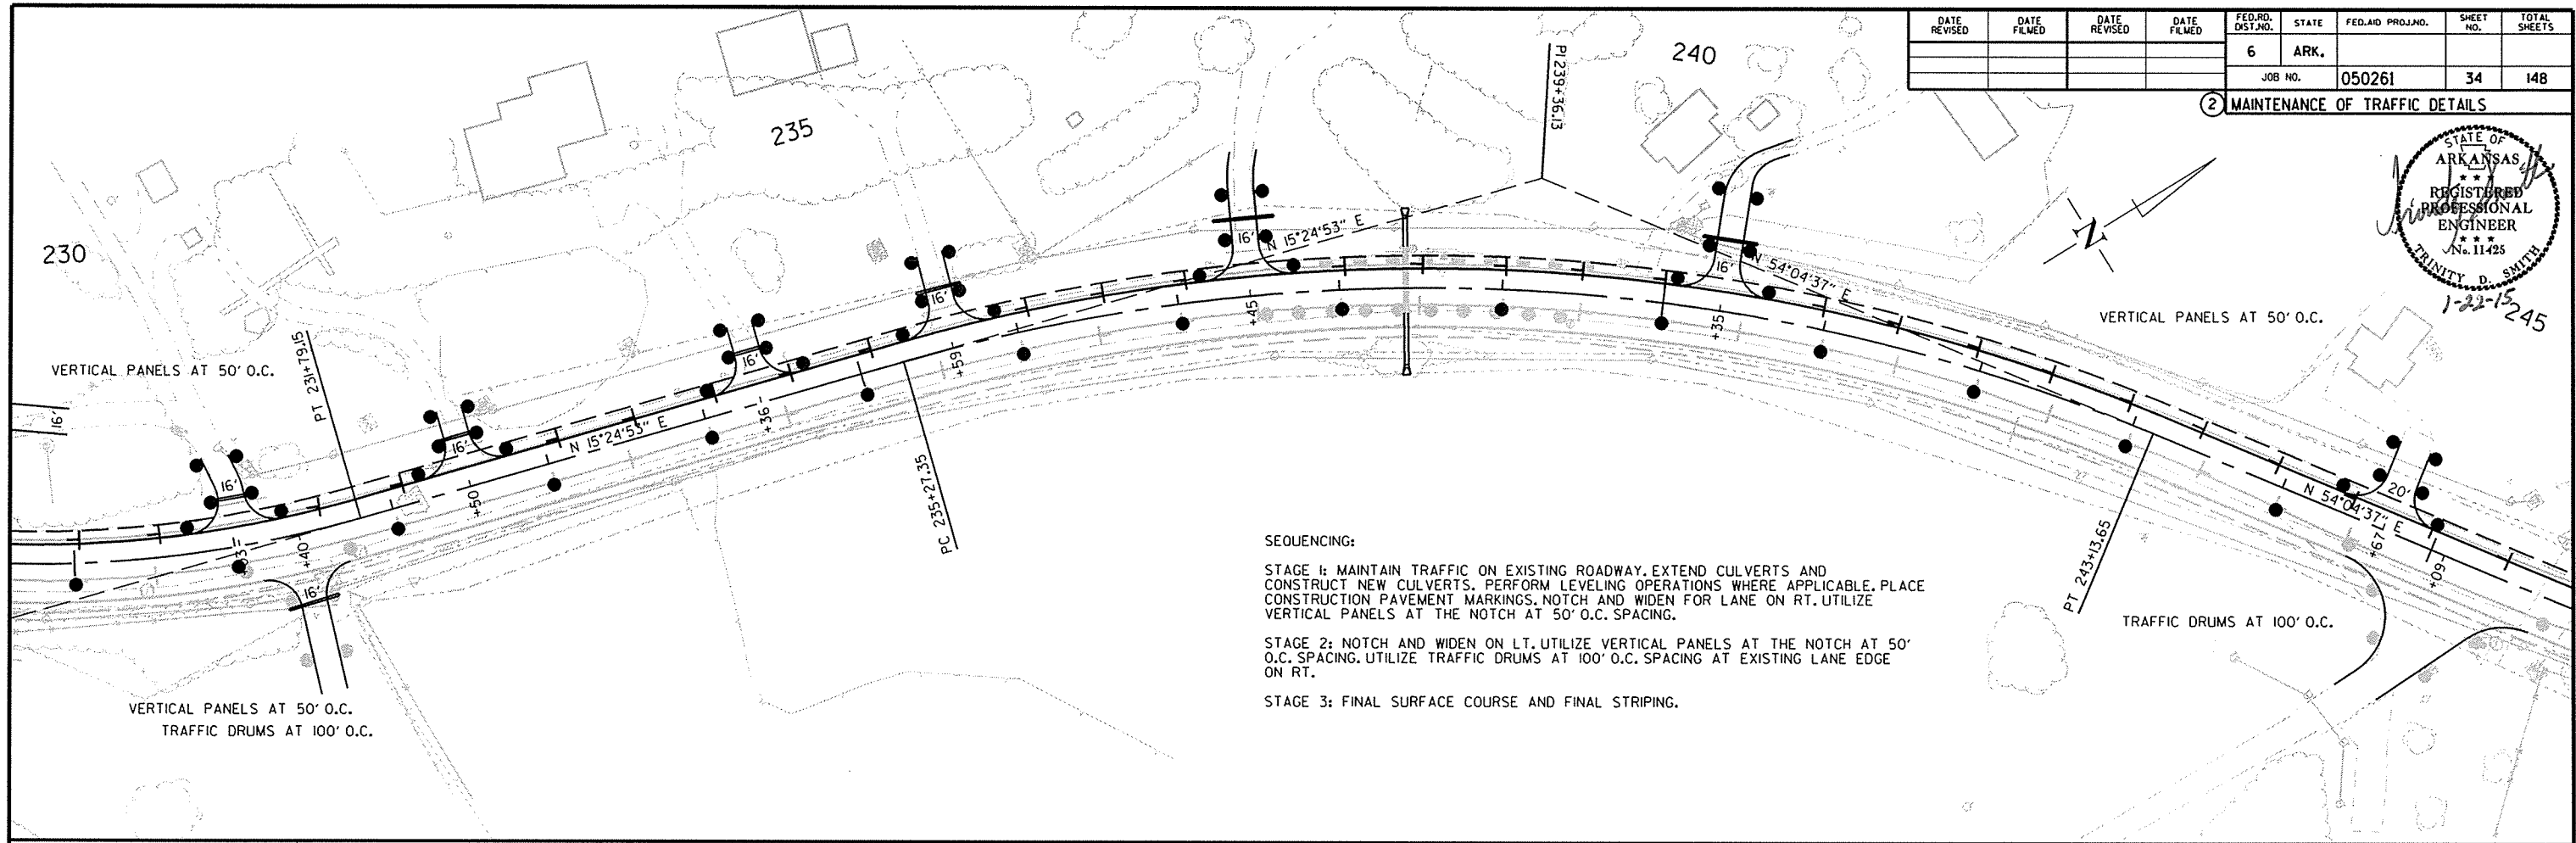 DATE REVISED
DATE FILMED
DATE REVISED
DATE FILMED
FED.RD. DIST.NO.
STATE
FED.AID PROJ.NO.
SHEET NO.
TOTAL SHEETS
6
ARK.
JOB NO.
050261
34
148
2 MAINTENANCE OF TRAFFIC DETAILS
STATE OF
ARKANSAS
REGISTERED
PROFESSIONAL
ENGINEER
No. 11425
TRINITY D. SMITH
1-22-15
230
235
240
245
N
PI 239+36.13
N 15°24'53" E
N 54°04'37" E
VERTICAL PANELS AT 50' O.C.
VERTICAL PANELS AT 50' O.C.
PT 231+79.15
16'
16'
16'
16'
16'
16'
16'
20'
+45
+35
+59
+36
N 15°24'53" E
+50
+40
16'
PC 235+27.35
N 54°04'37" E
+67
+09
PT 243+13.65
VERTICAL PANELS AT 50' O.C.
TRAFFIC DRUMS AT 100' O.C.
TRAFFIC DRUMS AT 100' O.C.
SEQUENCING:
STAGE 1: MAINTAIN TRAFFIC ON EXISTING ROADWAY. EXTEND CULVERTS AND
CONSTRUCT NEW CULVERTS. PERFORM LEVELING OPERATIONS WHERE APPLICABLE. PLACE
CONSTRUCTION PAVEMENT MARKINGS. NOTCH AND WIDEN FOR LANE ON RT. UTILIZE
VERTICAL PANELS AT THE NOTCH AT 50' O.C. SPACING.
STAGE 2: NOTCH AND WIDEN ON LT. UTILIZE VERTICAL PANELS AT THE NOTCH AT 50'
O.C. SPACING. UTILIZE TRAFFIC DRUMS AT 100' O.C. SPACING AT EXISTING LANE EDGE
ON RT.
STAGE 3: FINAL SURFACE COURSE AND FINAL STRIPING.